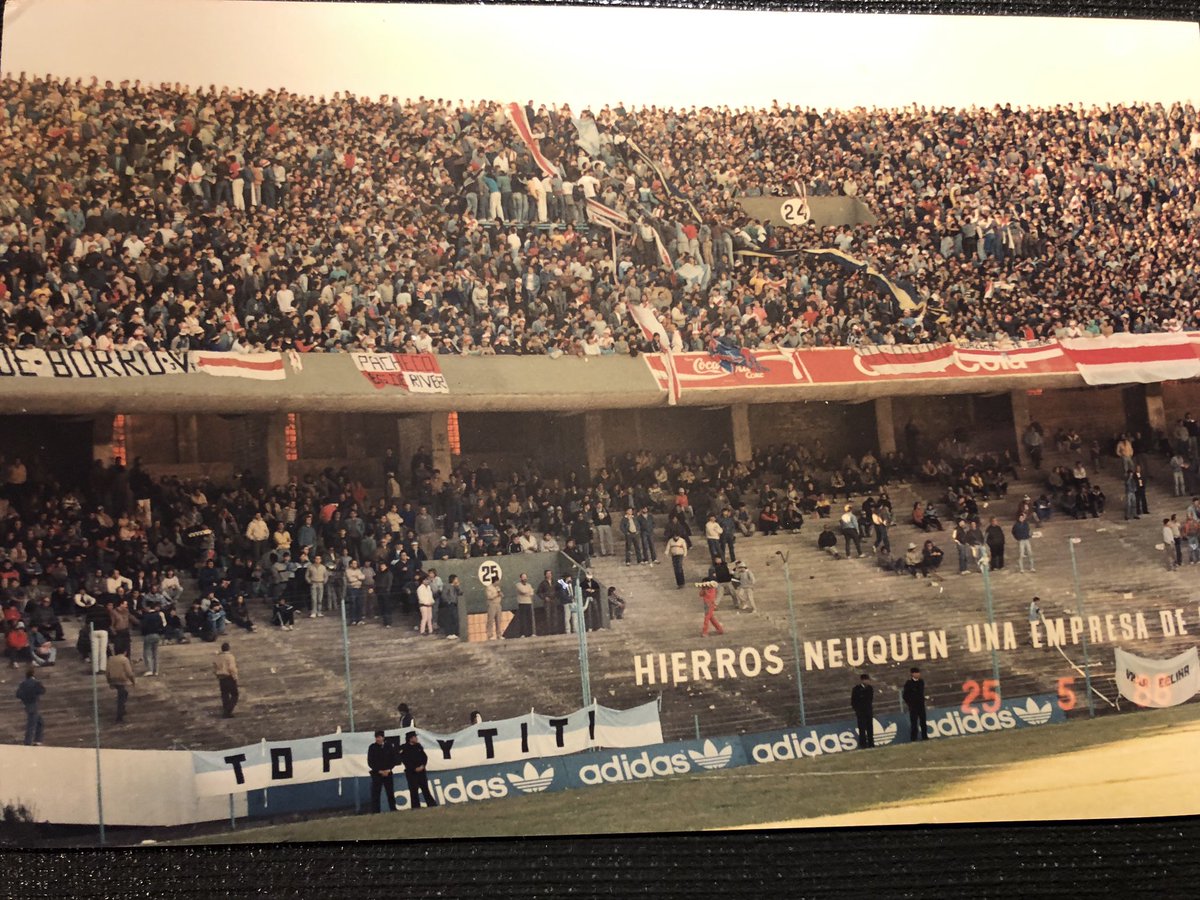 24
DE BORRO
PACHECO
RIVER
Coca
Cola
25
HIERROS NEUQUEN UNA EMPRESA DE
TOP Y TITI
adidas
adidas
adidas
adidas
25 5 86